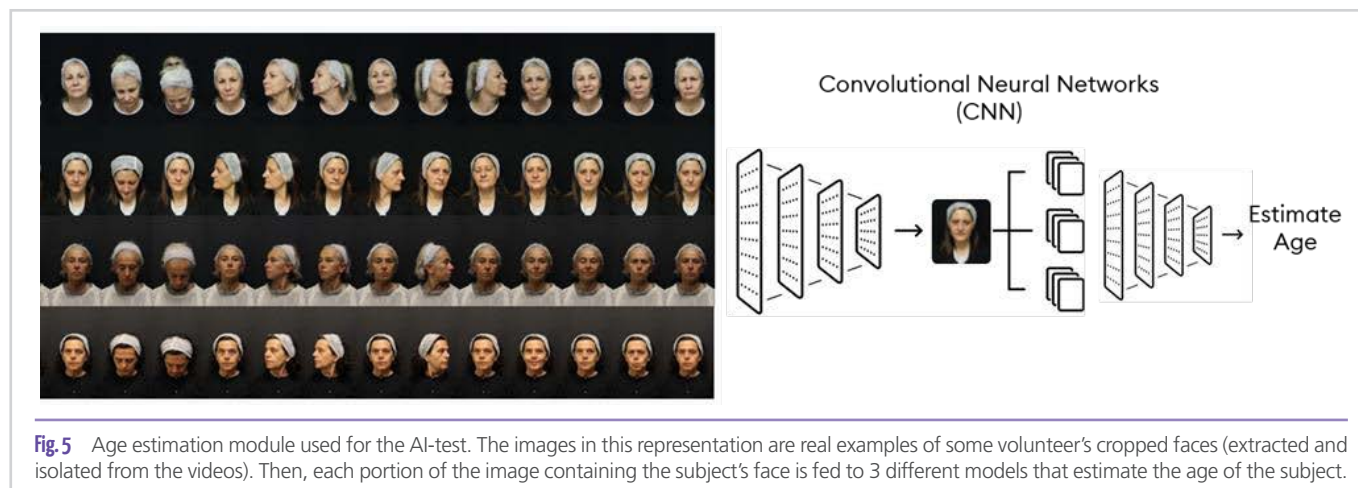 Convolutional Neural Networks
(CNN)
Estimate
Age
Fig. 5 Age estimation module used for the AI-test. The images in this representation are real examples of some volunteer's cropped faces (extracted and
isolated from the videos). Then, each portion of the image containing the subject's face is fed to 3 different models that estimate the age of the subject.